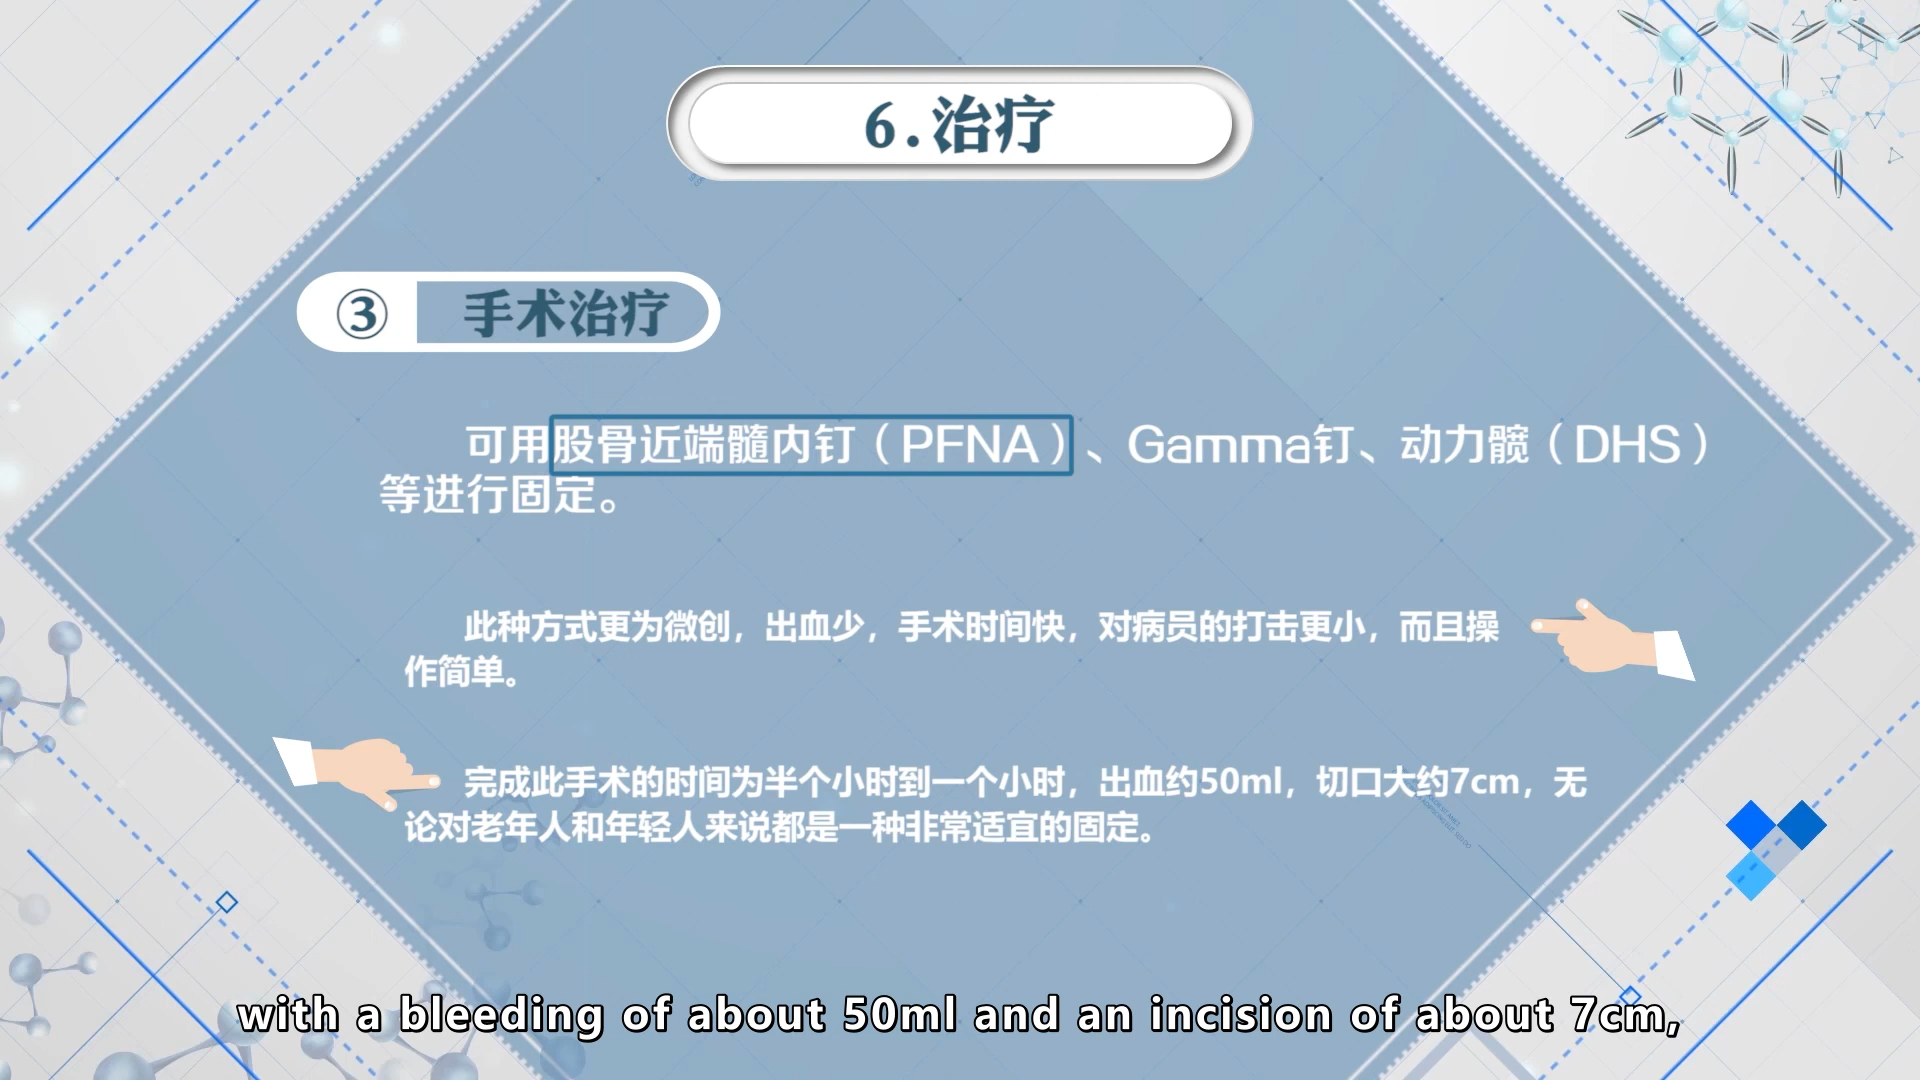 6.治疗
③ 手术治疗
可用股骨近端髓内钉（PFNA）、Gamma钉、动力髋（DHS）
等进行固定。
此种方式更为微创，出血少，手术时间快，对病员的打击更小，而且操
作简单。
完成此手术的时间为半个小时到一个小时，出血约50ml，切口大约7cm，无
论对老年人和年轻人来说都是一种非常适宜的固定。
with a bleeding of about 50ml and an incision of about 7cm,